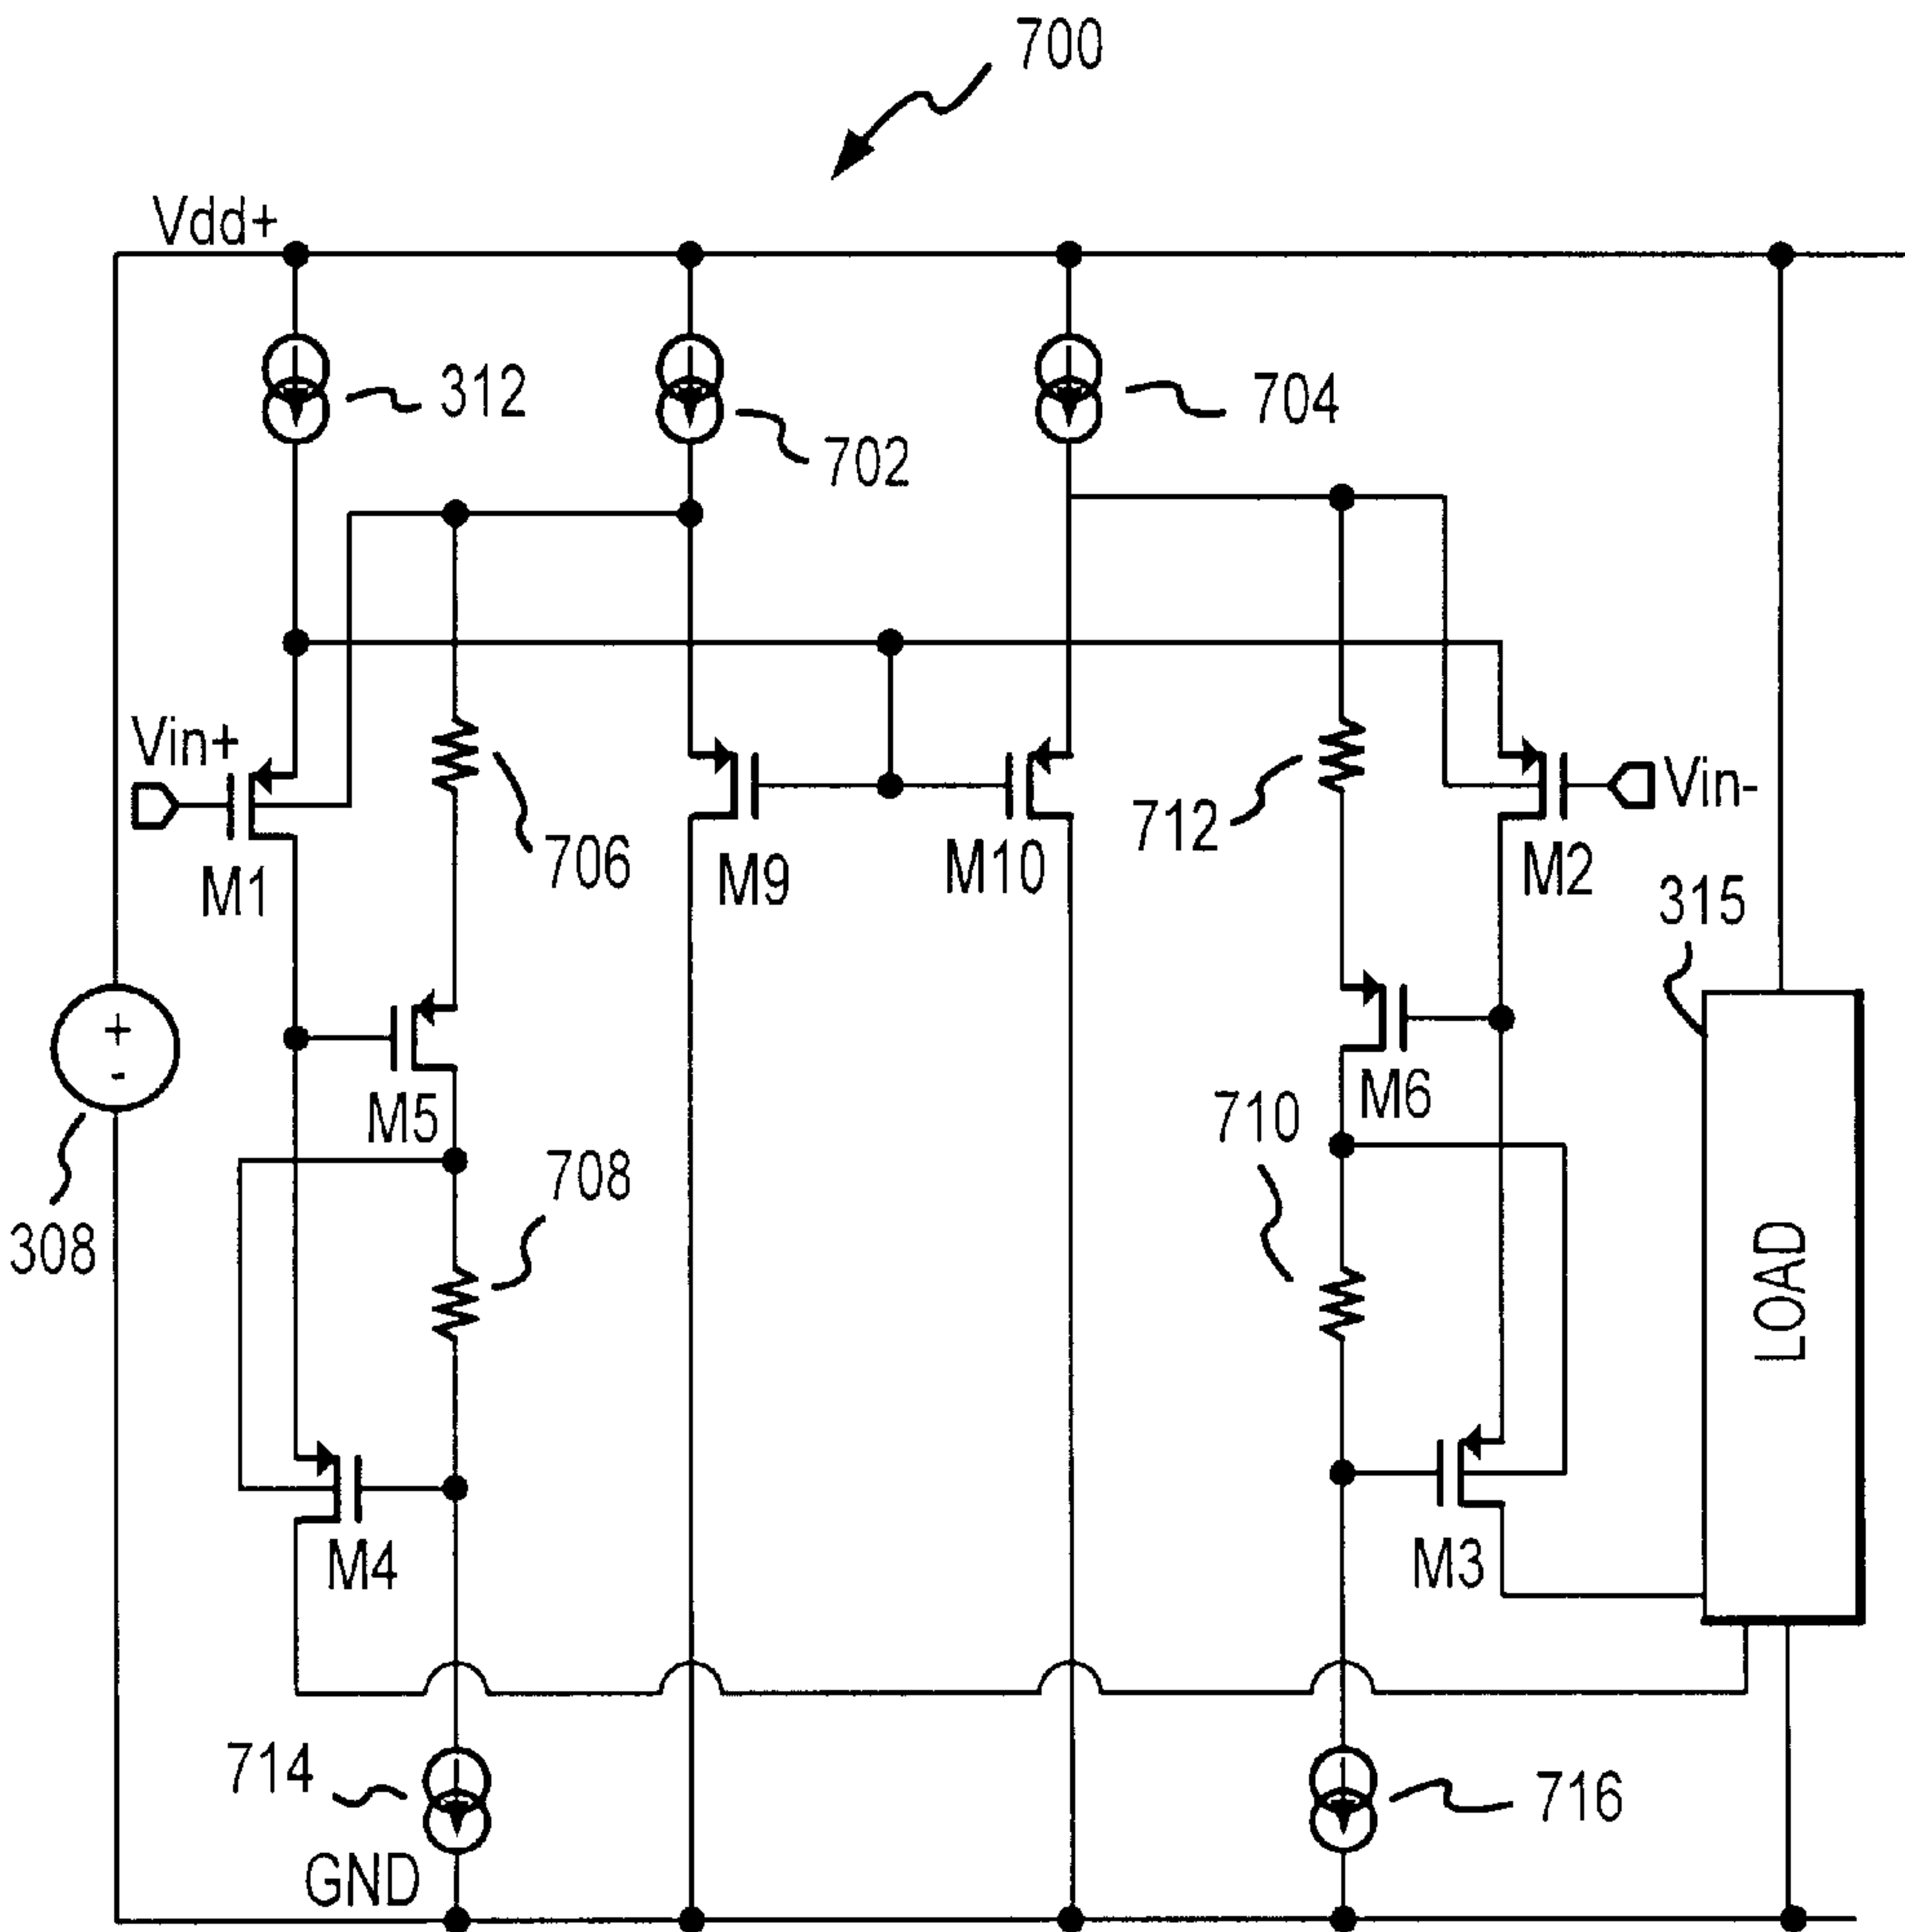 700
Vdd+
312
702
704
Vin+
Vin-
M1
706
M9
M10
712
M2
315
+
-
M5
M6
308
708
710
LOAD
M4
M3
714
716
GND